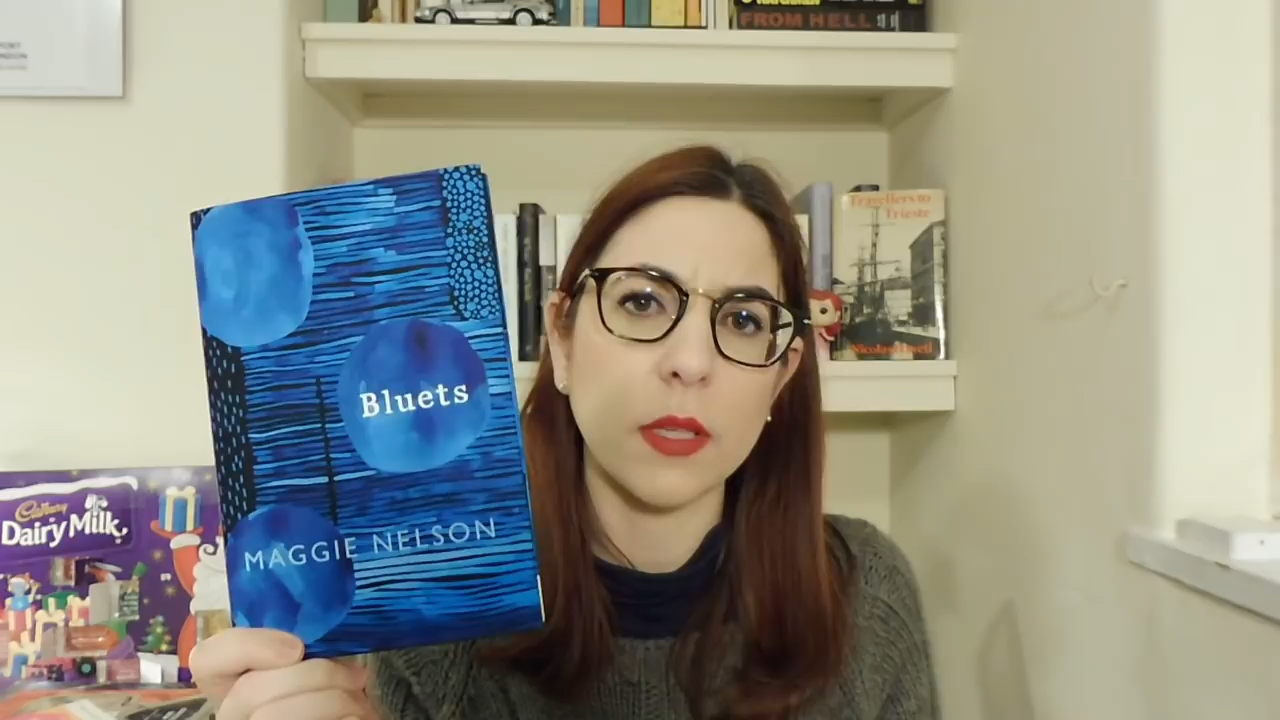 FROM HELL
Travellers to
Trieste
Bluets
MAGGIE NELSON
Cadbury
Dairy Milk